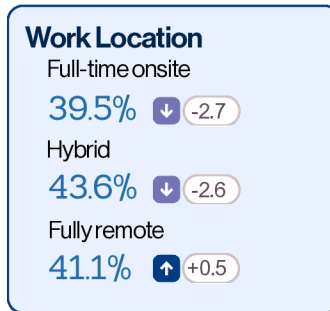 Work Location
Full-time onsite
39.5% ↓ -2.7
Hybrid
43.6% ↓ -2.6
Fully remote
41.1% ↑ +0.5